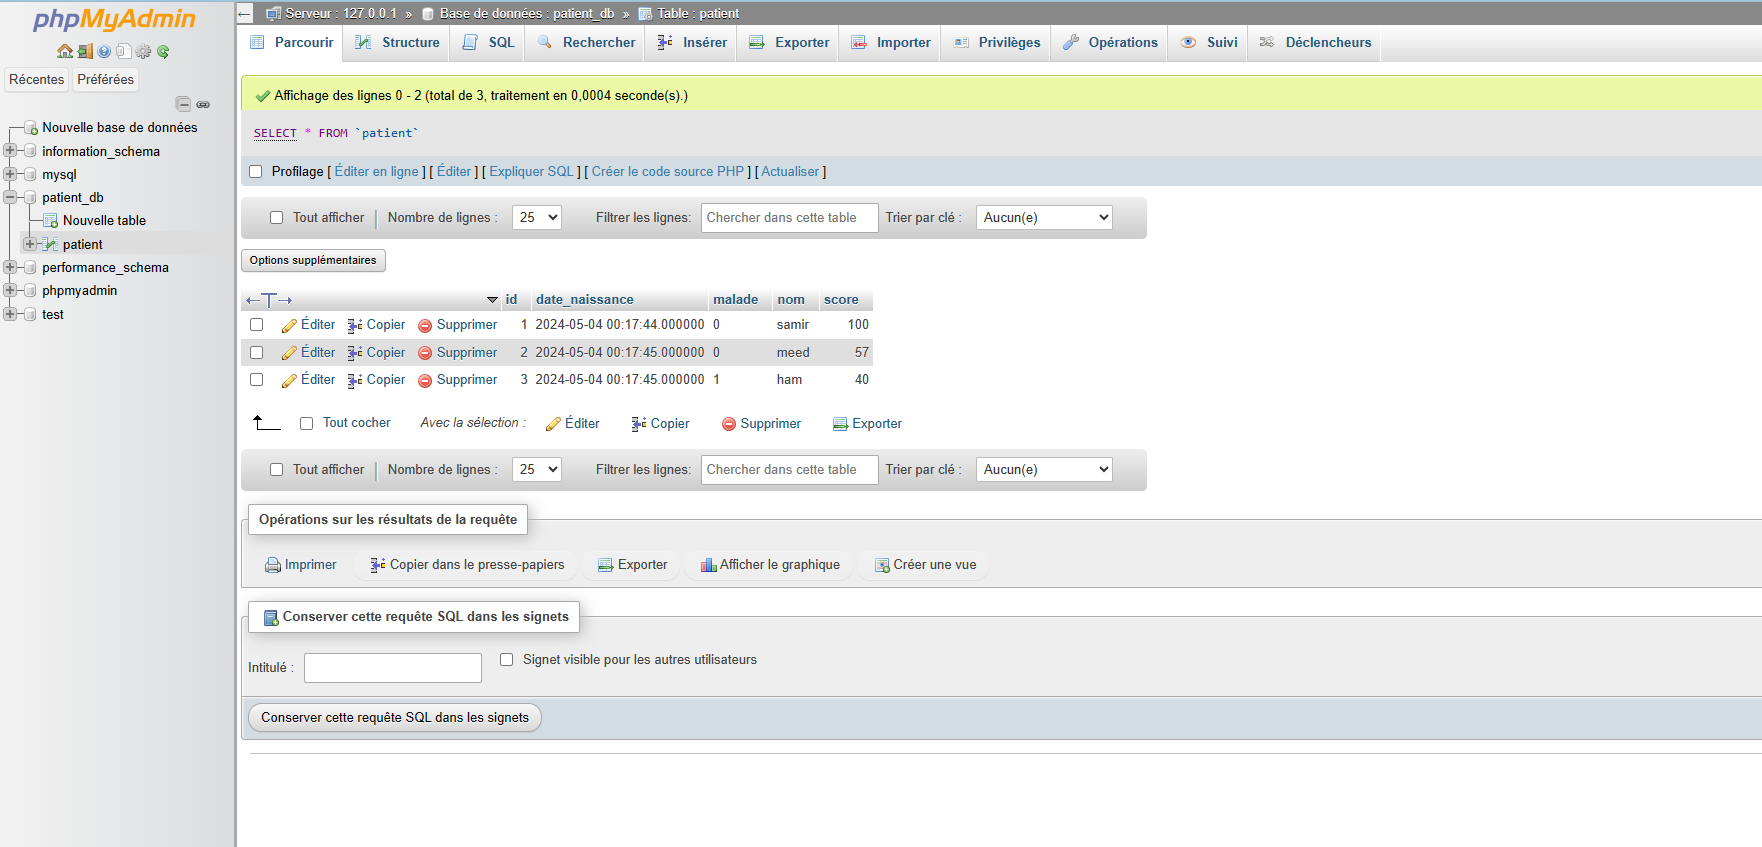 phpMyAdmin
Récentes Préférées
Nouvelle base de données
information_schema
mysql
patient_db
Nouvelle table
patient
performance_schema
phpmyadmin
test
Serveur : 127.0.0.1 » Base de données : patient_db » Table : patient
Parcourir Structure SQL Rechercher Insérer Exporter Importer Privilèges Opérations Suivi Déclencheurs
Affichage des lignes 0 - 2 (total de 3, traitement en 0,0004 seconde(s).)
SELECT * FROM `patient`
Profilage [ Éditer en ligne ] [ Éditer ] [ Expliquer SQL ] [ Créer le code source PHP ] [ Actualiser ]
Tout afficher Nombre de lignes : 25 Filtrer les lignes: Chercher dans cette table Trier par clé : Aucun(e)
Options supplémentaires
←T→ id date_naissance malade nom score
Éditer Copier Supprimer 1 2024-05-04 00:17:44.000000 0 samir 100
Éditer Copier Supprimer 2 2024-05-04 00:17:45.000000 0 meed 57
Éditer Copier Supprimer 3 2024-05-04 00:17:45.000000 1 ham 40
Tout cocher Avec la sélection : Éditer Copier Supprimer Exporter
Tout afficher Nombre de lignes : 25 Filtrer les lignes: Chercher dans cette table Trier par clé : Aucun(e)
Opérations sur les résultats de la requête
Imprimer Copier dans le presse-papiers Exporter Afficher le graphique Créer une vue
Conserver cette requête SQL dans les signets
Intitulé : Signet visible pour les autres utilisateurs
Conserver cette requête SQL dans les signets